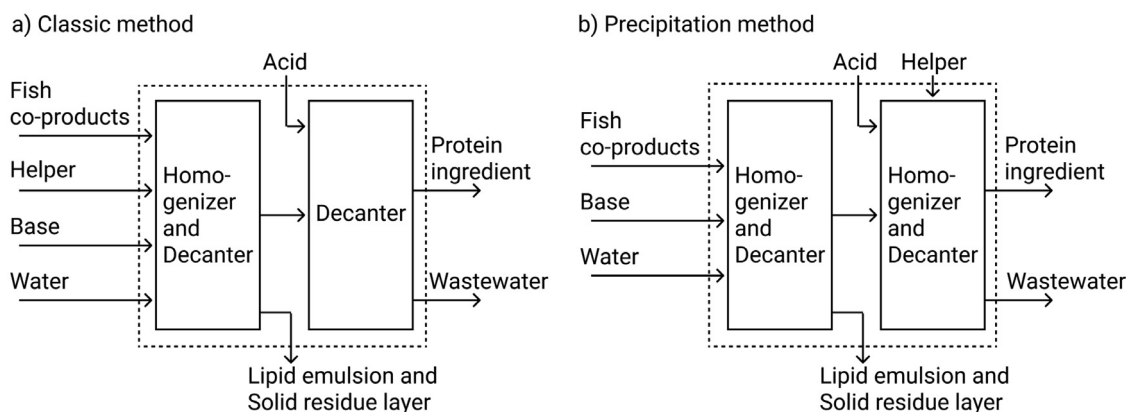 a) Classic method
Acid
Fish
co-products
Helper
Base
Water
Homo-
genizer
and
Decanter
Decanter
Protein
ingredient
Wastewater
Lipid emulsion and
Solid residue layer
b) Precipitation method
Acid
Helper
Fish
co-products
Base
Water
Homo-
genizer
and
Decanter
Homo-
genizer
and
Decanter
Protein
ingredient
Wastewater
Lipid emulsion and
Solid residue layer